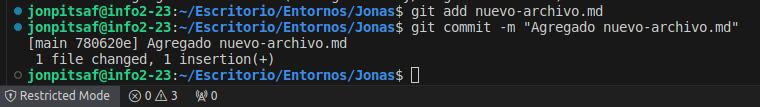 jonpitsaf@info2-23:~/Escritorio/Entornos/Jonas$ git add nuevo-archivo.md
jonpitsaf@info2-23:~/Escritorio/Entornos/Jonas$ git commit -m "Agregado nuevo-archivo.md"
[main 780620e] Agregado nuevo-archivo.md
 1 file changed, 1 insertion(+)
jonpitsaf@info2-23:~/Escritorio/Entornos/Jonas$
Restricted Mode 0 3 0